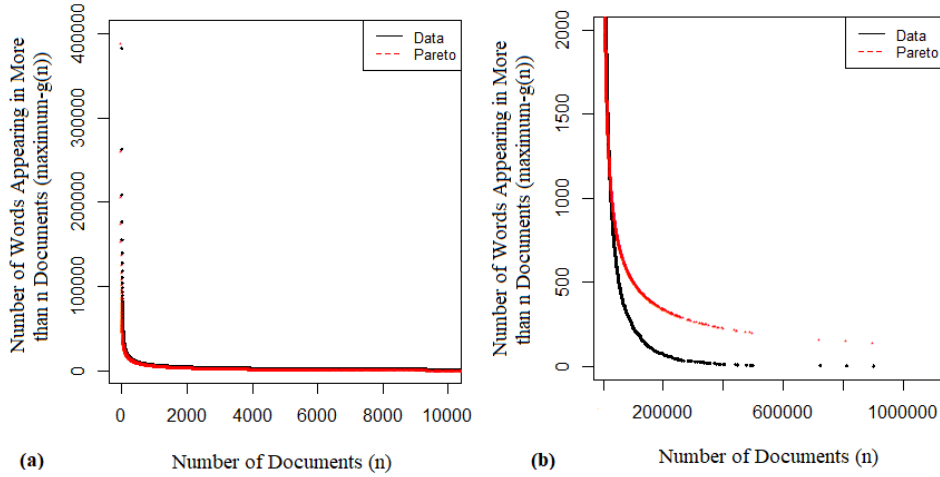 Number of Words Appearing in More
than n Documents (maximum-g(n))
400000
300000
200000
100000
0
Data
Pareto
0 2000 4000 6000 8000 10000
(a) Number of Documents (n)
Number of Words Appearing in More
than n Documents (maximum-g(n))
2000
1500
1000
500
0
Data
Pareto
200000 600000 1000000
(b) Number of Documents (n)